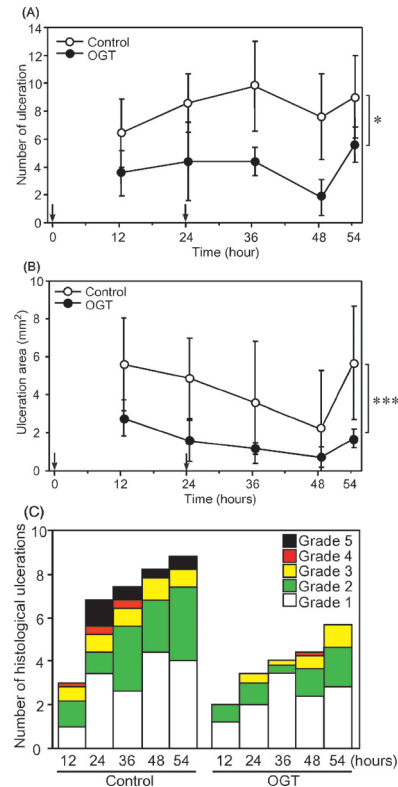 (A)
14
12
10
8
6
4
2
0
Number of ulceration
Control
OGT
*
0 12 24 36 48 54
Time (hour)
(B)
10
8
6
4
2
0
Ulceration area (mm²)
Control
OGT
***
0 12 24 36 48 54
Time (hours)
(C)
10
8
6
4
2
0
Number of histological ulcerations
Grade 5
Grade 4
Grade 3
Grade 2
Grade 1
12 24 36 48 54 12 24 36 48 54 (hours)
Control OGT